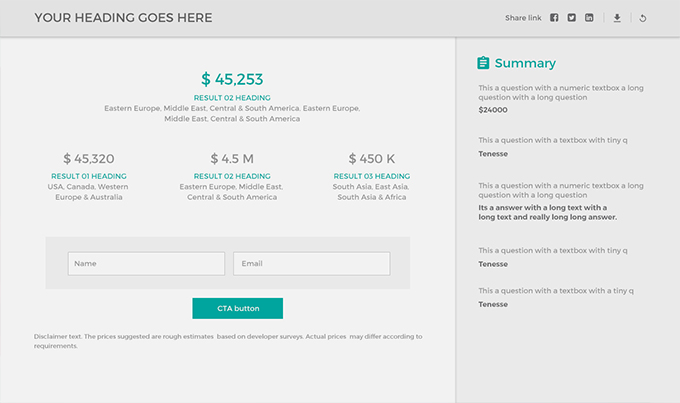 YOUR HEADING GOES HERE
Share link
$ 45,253
RESULT 02 HEADING
Eastern Europe, Middle East, Central & South America, Eastern Europe,
Middle East, Central & South America
$ 45,320
RESULT 01 HEADING
USA, Canada, Western
Europe & Australia
$ 4.5 M
RESULT 02 HEADING
Eastern Europe, Middle East,
Central & South America
$ 450 K
RESULT 03 HEADING
South Asia, East Asia,
South Asia & Africa
Name
Email
CTA button
Disclaimer text. The prices suggested are rough estimates based on developer surveys. Actual prices may differ according to
requirements.
Summary
This a question with a numeric textbox a long
question with a long question
$24000
This a question with a textbox with tiny q
Tenesse
This a question with a numeric textbox a long
question with a long question
Its a answer with a long text with a
long text and really long long answer.
This a question with a textbox with tiny q
Tenesse
This a question with a textbox with a tiny q
Tenesse